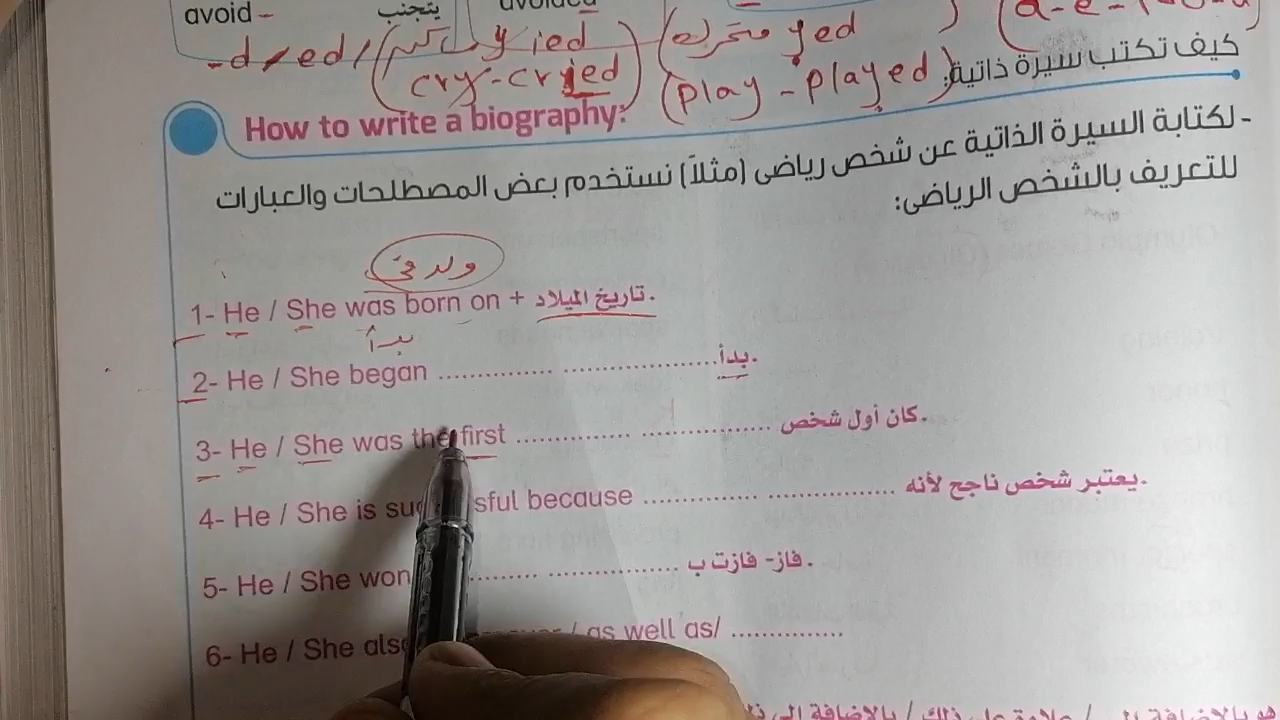 avoid – يتجنب avoided
-d / ed / y ied متحرك yed
(cry - cried) (play - played)
كيف تكتب سيرة ذاتية:
How to write a biography:
- لكتابة السيرة الذاتية عن شخص رياضى (مثلاً) نستخدم بعض المصطلحات والعبارات
للتعريف بالشخص الرياضى:
ولد في
1- He / She was born on + تاريخ الميلاد.
بدأ
2- He / She began .................. .......................بدأ.
3- He / She was the first ............... ................. كان أول شخص.
4- He / She is sful because ............... ................. يعتبر شخص ناجح لأنه.
5- He / She won ......... ................. فاز- فازت ب.
6- He / She / as well as/ ...............